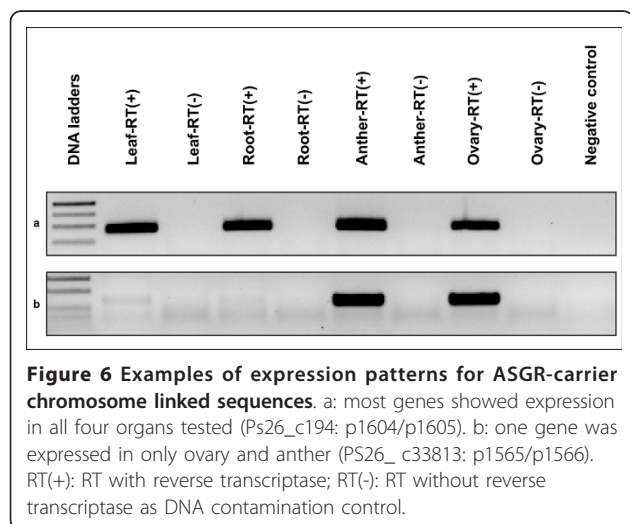 DNA ladders
Leaf-RT(+)
Leaf-RT(-)
Root-RT(+)
Root-RT(-)
Anther-RT(+)
Anther-RT(-)
Ovary-RT(+)
Ovary-RT(-)
Negative control
a
b
Figure 6 Examples of expression patterns for ASGR-carrier
chromosome linked sequences. a: most genes showed expression
in all four organs tested (Ps26_c194: p1604/p1605). b: one gene was
expressed in only ovary and anther (PS26_ c33813: p1565/p1566).
RT(+): RT with reverse transcriptase; RT(-): RT without reverse
transcriptase as DNA contamination control.